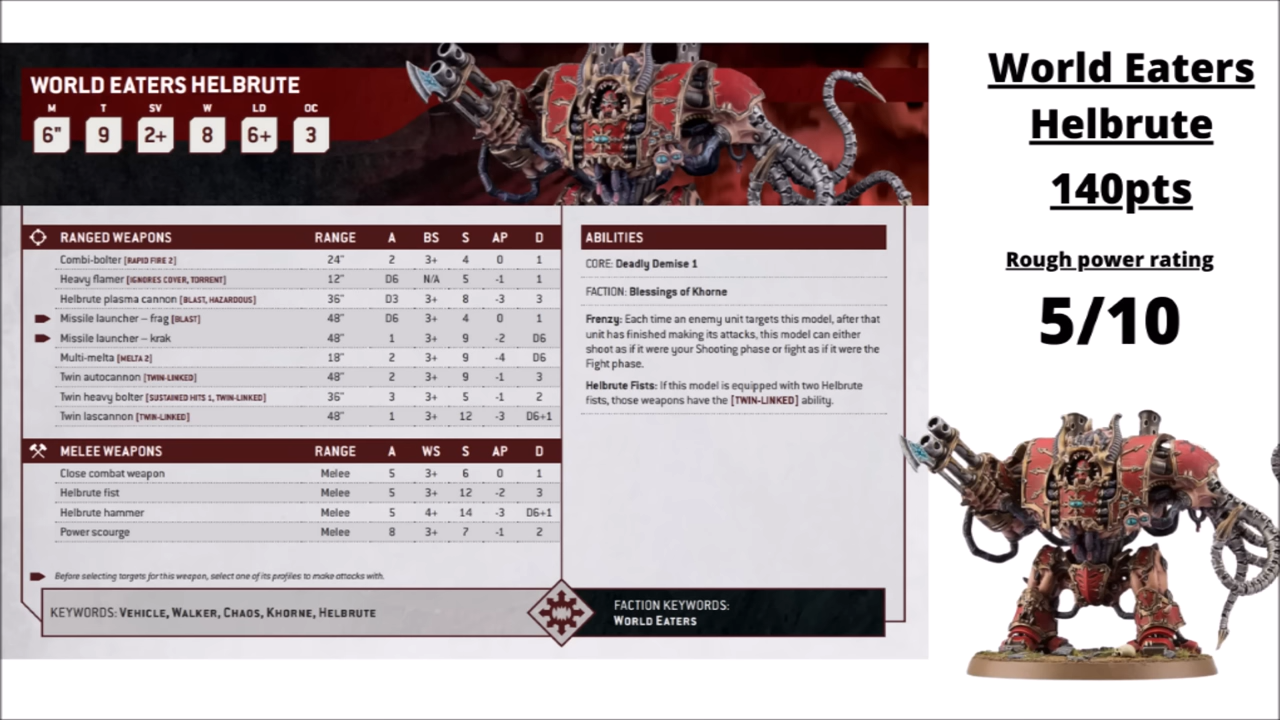 WORLD EATERS HELBRUTE
M T SV W LD OC
6" 9 2+ 8 6+ 3
RANGED WEAPONS RANGE A BS S AP D
Combi-bolter [RAPID FIRE 2] 24" 2 3+ 4 0 1
Heavy flamer [IGNORES COVER, TORRENT] 12" D6 N/A 5 -1 1
Helbrute plasma cannon [BLAST, HAZARDOUS] 36" D3 3+ 8 -3 3
Missile launcher – frag [BLAST] 48" D6 3+ 4 0 1
Missile launcher – krak 48" 1 3+ 9 -2 D6
Multi-melta [MELTA 2] 18" 2 3+ 9 -4 D6
Twin autocannon [TWIN-LINKED] 48" 2 3+ 9 -1 3
Twin heavy bolter [SUSTAINED HITS 1, TWIN-LINKED] 36" 3 3+ 5 -1 2
Twin lascannon [TWIN-LINKED] 48" 1 3+ 12 -3 D6+1
MELEE WEAPONS RANGE A WS S AP D
Close combat weapon Melee 5 3+ 6 0 1
Helbrute fist Melee 5 3+ 12 -2 3
Helbrute hammer Melee 5 4+ 14 -3 D6+1
Power scourge Melee 8 3+ 7 -1 2
Before selecting targets for this weapon, select one of its profiles to make attacks with.
KEYWORDS: VEHICLE, WALKER, CHAOS, KHORNE, HELBRUTE
ABILITIES
CORE: Deadly Demise 1
FACTION: Blessings of Khorne
Frenzy: Each time an enemy unit targets this model, after that
unit has finished making its attacks, this model can either
shoot as if it were your Shooting phase or fight as if it were the
Fight phase.
Helbrute Fists: If this model is equipped with two Helbrute
fists, those weapons have the [TWIN-LINKED] ability.
FACTION KEYWORDS:
WORLD EATERS
World Eaters
Helbrute
140pts
Rough power rating
5/10